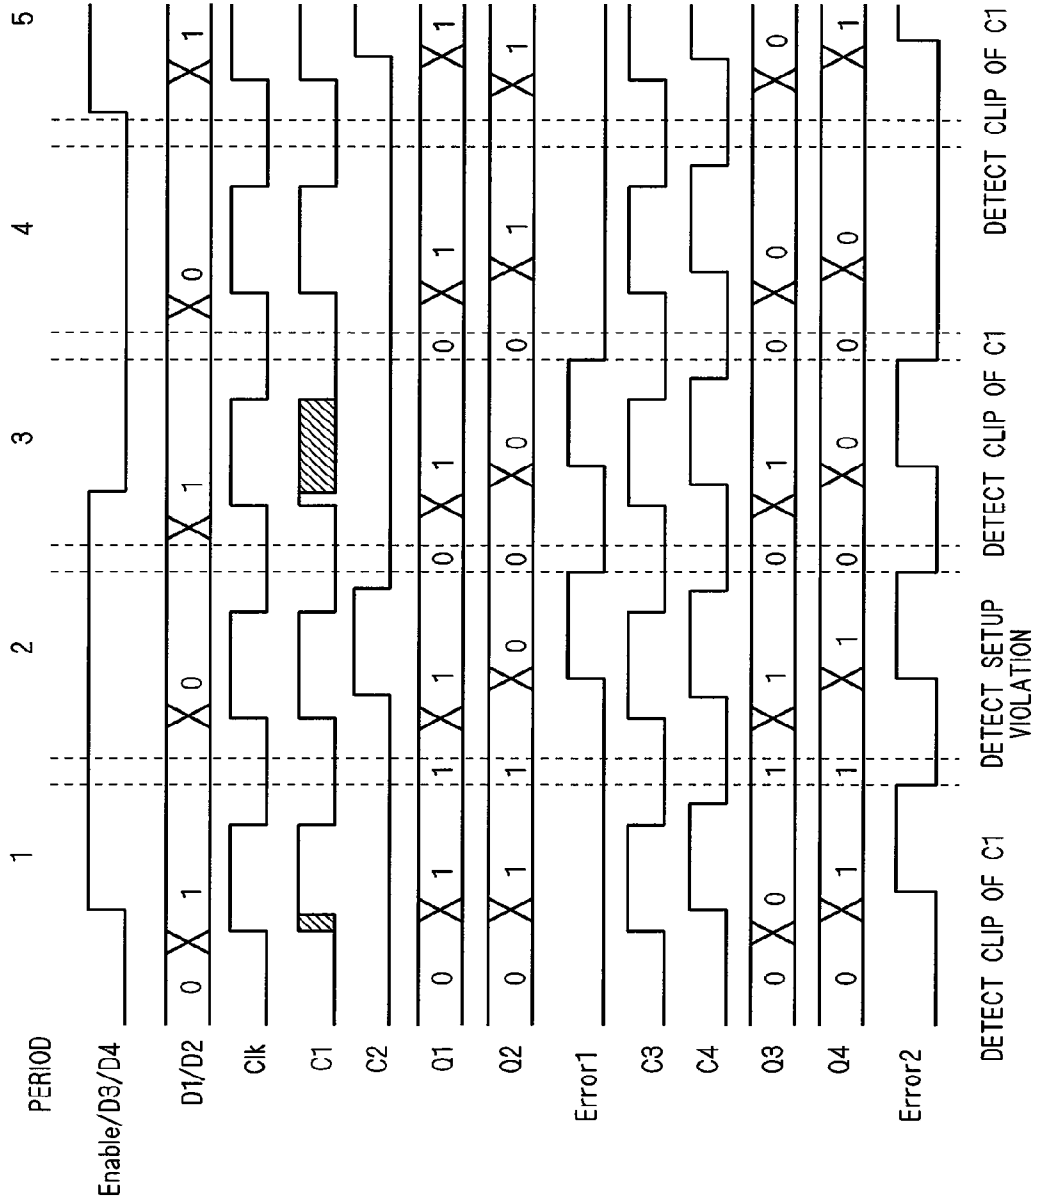 PERIOD 1 2 3 4 5
Enable/D3/D4
D1/D2 0 1 0 1 0 1
Clk
C1
C2
Q1 0 1 1 1 0 1 0 1 1
Q2 0 1 1 0 0 0 0 1 1
Error1
C3
C4
Q3 0 0 1 1 0 1 0 0 0
Q4 0 1 1 1 0 0 0 0 1
Error2
DETECT CLIP OF C1
DETECT SETUP
VIOLATION
DETECT CLIP OF C1
DETECT CLIP OF C1